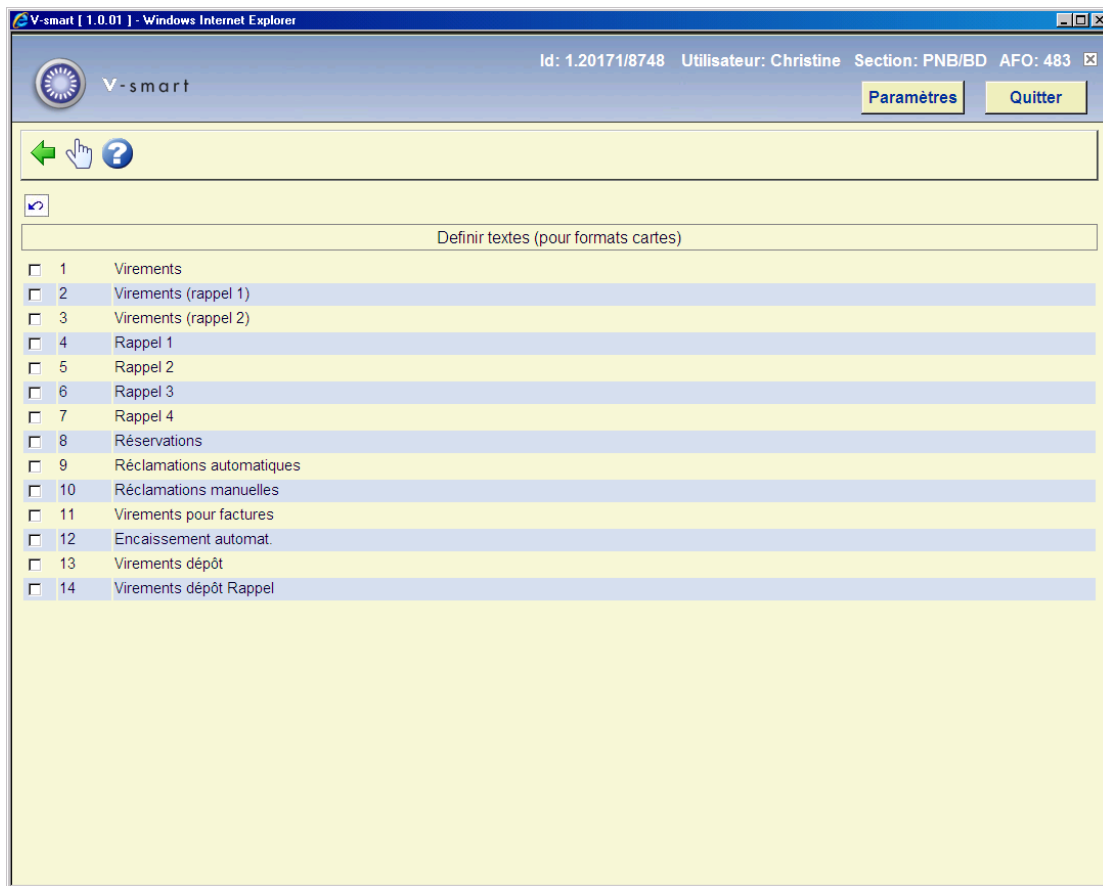 V-smart [ 1.0.01 ] - Windows Internet Explorer
Id: 1.20171/8748 Utilisateur: Christine Section: PNB/BD AFO: 483
V-smart
Paramètres Quitter
?
Definir textes (pour formats cartes)
1 Virements
2 Virements (rappel 1)
3 Virements (rappel 2)
4 Rappel 1
5 Rappel 2
6 Rappel 3
7 Rappel 4
8 Réservations
9 Réclamations automatiques
10 Réclamations manuelles
11 Virements pour factures
12 Encaissement automat.
13 Virements dépôt
14 Virements dépôt Rappel